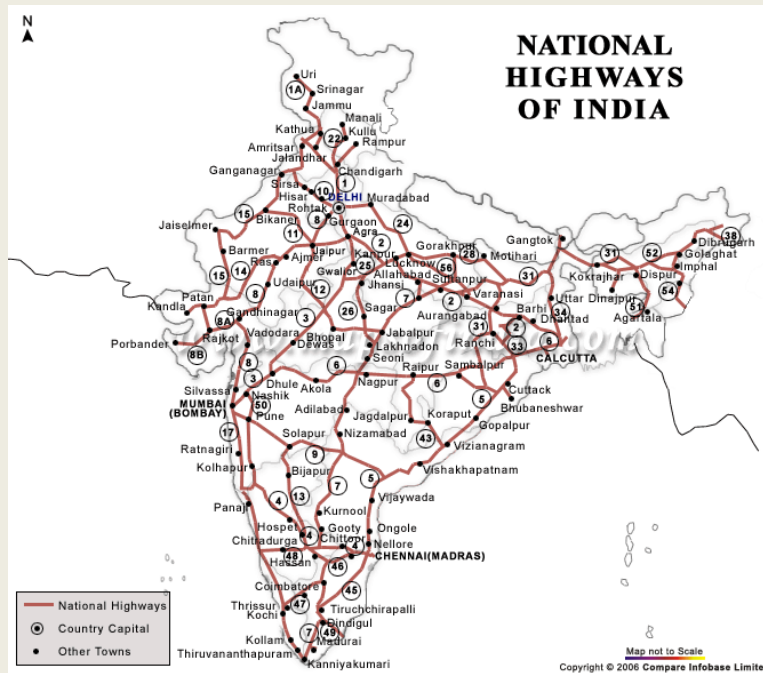 N
NATIONAL
HIGHWAYS
OF INDIA
Uri
1A
Srinagar
Jammu
Manali
Kathua
22
Kullu
Rampur
Amritsar
Jalandhar
Chandigarh
Ganganagar
1
Sirsa
10
Hisar
DELHI
Muradabad
Rohtak
8
Gurgaon
24
15
Bikaner
Jaiselmer
11
Agra
2
Gorakhpur
28
Motihari
Gangtok
31
52
38
Dibrugarh
Golaghat
Kokrajhar
Dispur
Imphal
Barmer
Jaipur
Kanpur
Lucknow
56
Ajmer
Ras
14
15
Gwalior
25
Allahabad
Sultanpur
31
Jhansi
7
2
Varanasi
Uttar
Dinajpur
51
54
Agartala
Udaipur
12
8
Patan
Kandla
26
Aurangabad
Barhi
34
Gandhinagar
8A
3
Sagar
31
2
Dhanbad
Rajkot
Vadodara
Bhopal
Jabalpur
Ranchi
33
6
Porbander
8B
Dewas
Lakhnadon
CALCUTTA
8
6
Seoni
Raipur
Sambalpur
3
Dhule
Akola
Nagpur
6
Cuttack
Silvassa
Nashik
5
Bhubaneshwar
MUMBAI
(BOMBAY)
50
Adilabad
Jagdalpur
Koraput
Gopalpur
Pune
17
Nizamabad
43
Vizianagram
Ratnagiri
Solapur
9
Kolhapur
Bijapur
5
Vishakhapatnam
7
4
13
Vijaywada
Panaji
Kurnool
Hospet
Gooty
Ongole
Chitradurga
4
Chittoor
4
Nellore
48
Hassan
CHENNAI(MADRAS)
46
Coimbatore
45
Thrissur
47
Tiruchchirapalli
Kochi
Dindigul
Kollam
7
49
Madurai
Thiruvananthapuram
Kanniyakumari
National Highways
Country Capital
Other Towns
Map not to Scale
Copyright © 2006 Compare Infobase Limite